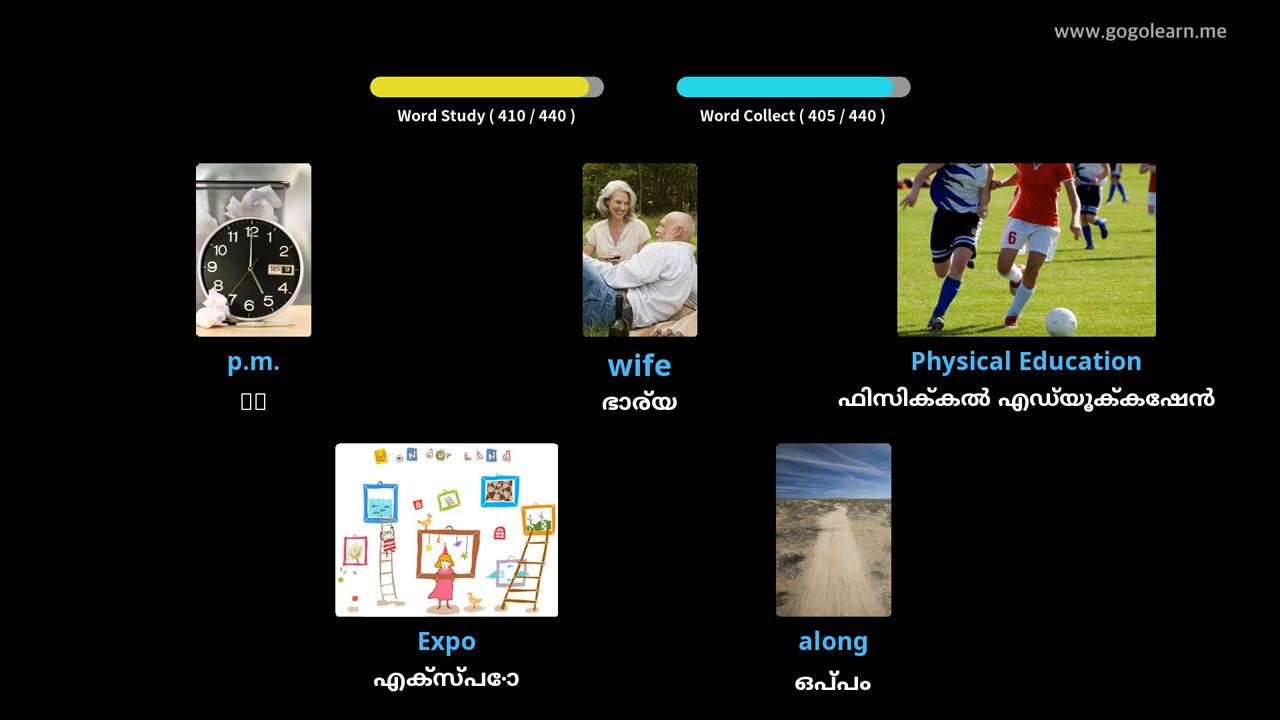 www.gogolearn.me
Word Study ( 410 / 440 )
Word Collect ( 405 / 440 )
p.m.
wife
ഭാര്യ
Physical Education
ഫിസിക്കൽ എഡ്യൂക്കഷേൻ
Expo
എക്സ്പോ
along
ഒപ്പം